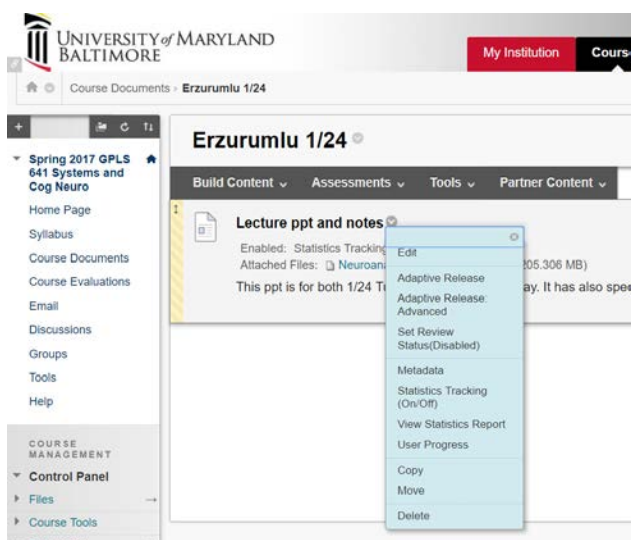 UNIVERSITY of MARYLAND
BALTIMORE
My Institution
Course Documents › Erzurumlu 1/24
Erzurumlu 1/24
Spring 2017 GPLS
641 Systems and
Cog Neuro
Home Page
Syllabus
Course Documents
Course Evaluations
Email
Discussions
Groups
Tools
Help
COURSE
MANAGEMENT
Control Panel
Files
Course Tools
Build Content Assessments Tools Partner Content
Lecture ppt and notes
Enabled: Statistics Tracking
Attached Files: 205.306 MB)
This ppt is for both 1/24 ay. It has also
Edit
Adaptive Release
Adaptive Release:
Advanced
Set Review
Status(Disabled)
Metadata
Statistics Tracking
(On/Off)
View Statistics Report
User Progress
Copy
Move
Delete